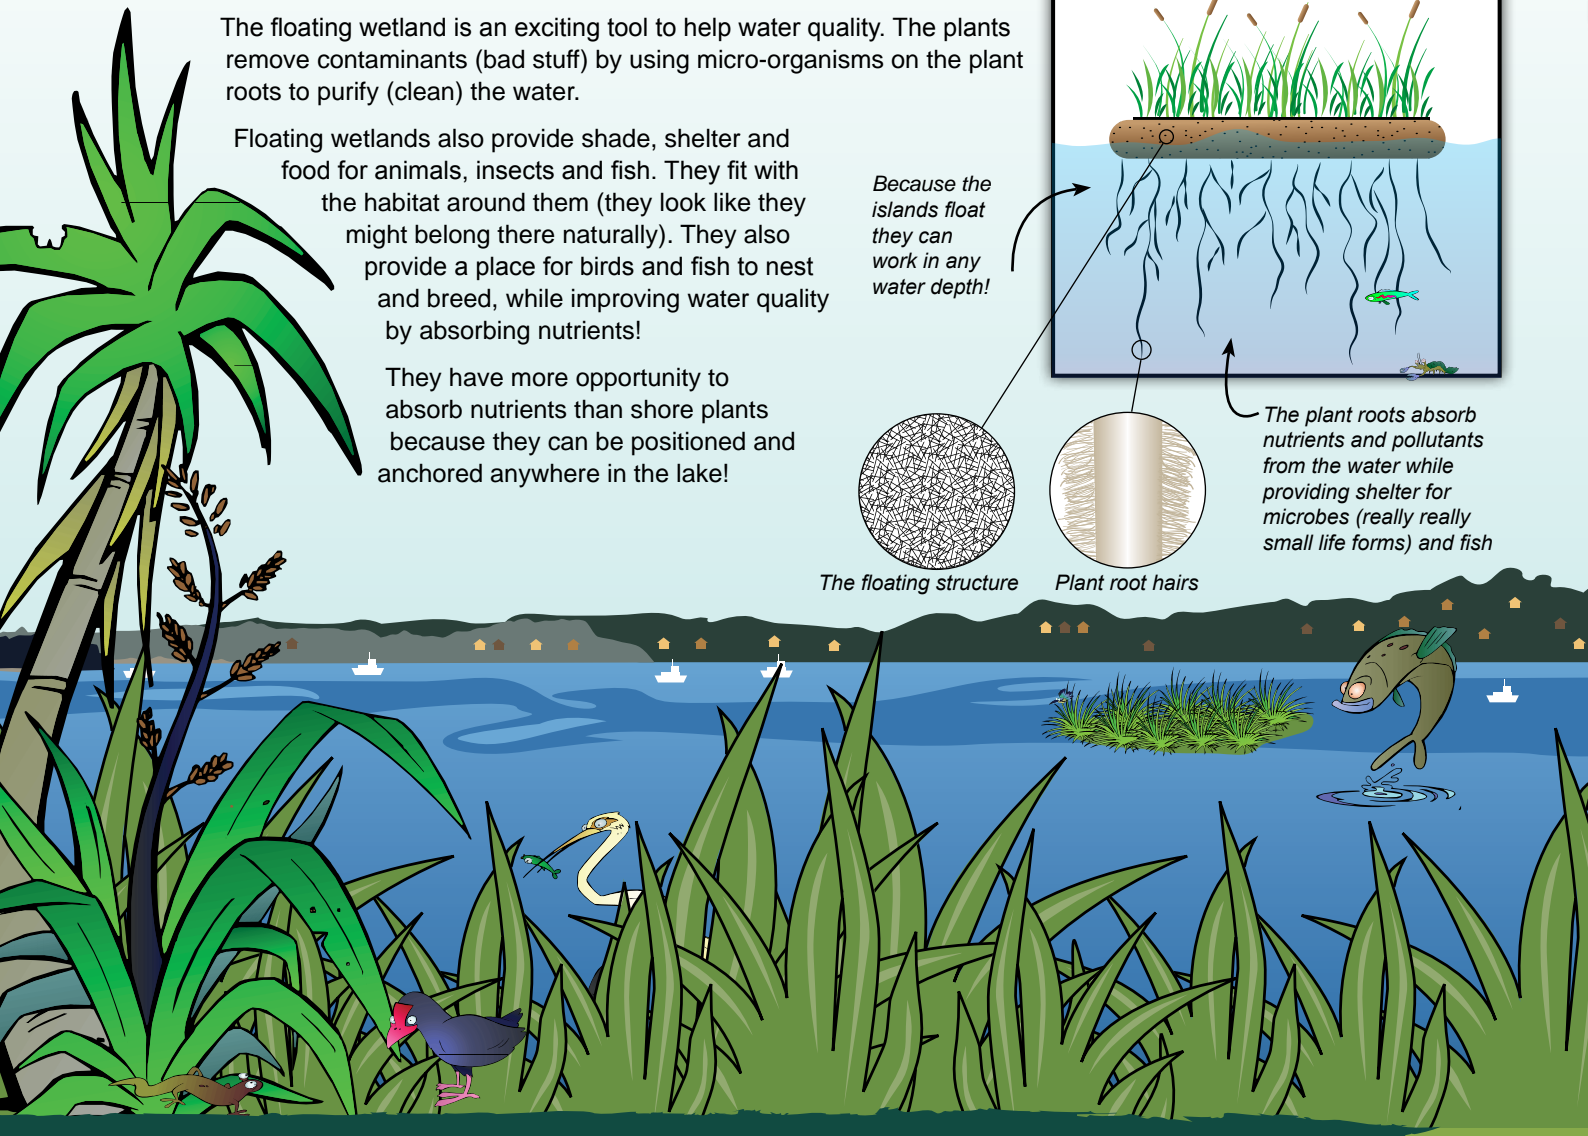 The floating wetland is an exciting tool to help water quality. The plants
remove contaminants (bad stuff) by using micro-organisms on the plant
roots to purify (clean) the water.
Floating wetlands also provide shade, shelter and
food for animals, insects and fish. They fit with
the habitat around them (they look like they
might belong there naturally). They also
provide a place for birds and fish to nest
and breed, while improving water quality
by absorbing nutrients!
They have more opportunity to
absorb nutrients than shore plants
because they can be positioned and
anchored anywhere in the lake!
Because the
islands float
they can
work in any
water depth!
The plant roots absorb
nutrients and pollutants
from the water while
providing shelter for
microbes (really really
small life forms) and fish
The floating structure
Plant root hairs